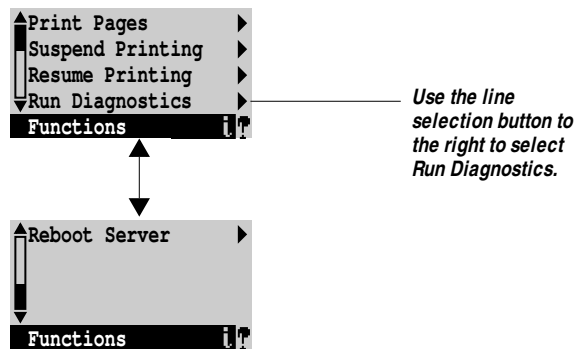 Print Pages
Suspend Printing
Resume Printing
Run Diagnostics
Functions
Use the line
selection button to
the right to select
Run Diagnostics.
Reboot Server
Functions